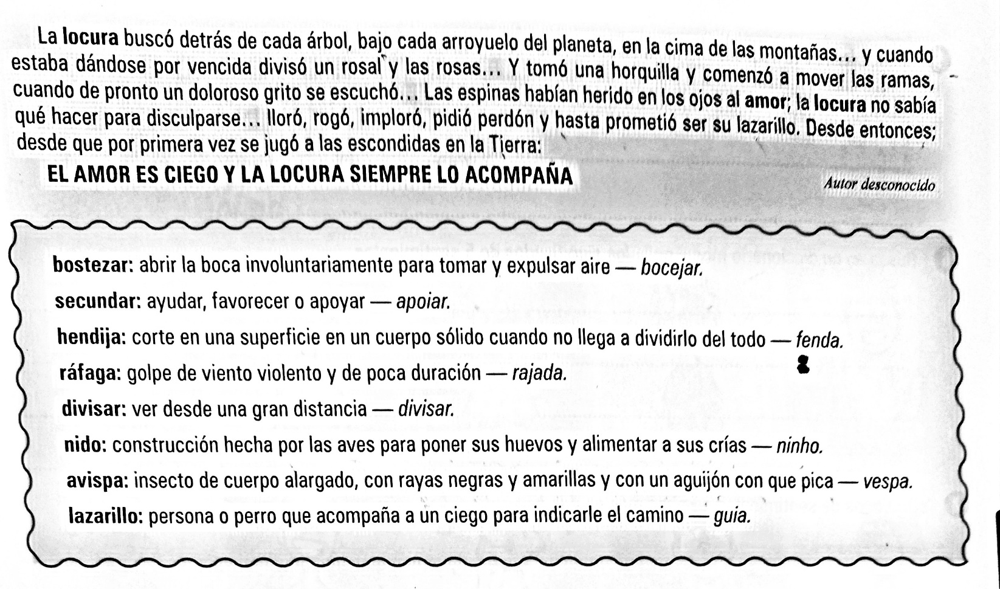 La locura buscó detrás de cada árbol, bajo cada arroyuelo del planeta, en la cima de las montañas... y cuando
estaba dándose por vencida divisó un rosal y las rosas... Y tomó una horquilla y comenzó a mover las ramas,
cuando de pronto un doloroso grito se escuchó... Las espinas habían herido en los ojos al amor; la locura no sabía
qué hacer para disculparse... lloró, rogó, imploró, pidió perdón y hasta prometió ser su lazarillo. Desde entonces;
desde que por primera vez se jugó a las escondidas en la Tierra:
EL AMOR ES CIEGO Y LA LOCURA SIEMPRE LO ACOMPAÑA
Autor desconocido
bostezar: abrir la boca involuntariamente para tomar y expulsar aire — bocejar.
secundar: ayudar, favorecer o apoyar — apoiar.
hendija: corte en una superficie en un cuerpo sólido cuando no llega a dividirlo del todo — fenda.
ráfaga: golpe de viento violento y de poca duración — rajada.
divisar: ver desde una gran distancia — divisar.
nido: construcción hecha por las aves para poner sus huevos y alimentar a sus crías — ninho.
avispa: insecto de cuerpo alargado, con rayas negras y amarillas y con un aguijón con que pica — vespa.
lazarillo: persona o perro que acompaña a un ciego para indicarle el camino — guia.